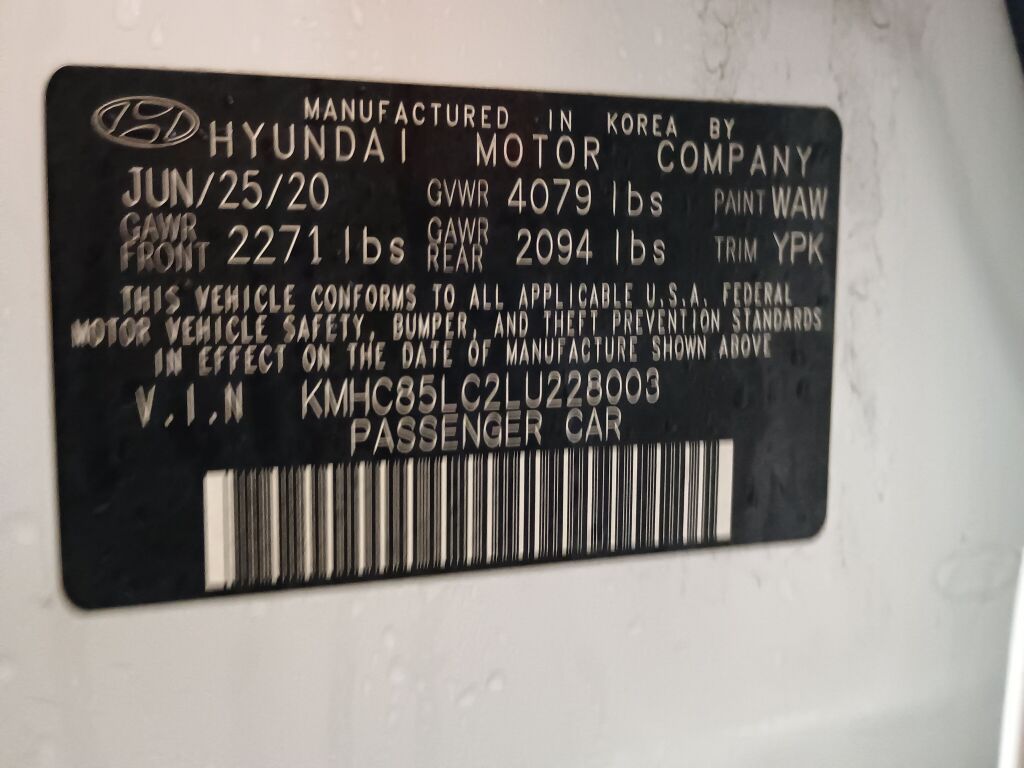 MANUFACTURED IN KOREA BY
HYUNDAI MOTOR COMPANY
JUN/25/20 GVWR 4079 lbs PAINT WAW
GAWR FRONT 2271 lbs GAWR REAR 2094 lbs TRIM YPK
THIS VEHICLE CONFORMS TO ALL APPLICABLE U.S.A. FEDERAL
MOTOR VEHICLE SAFETY, BUMPER, AND THEFT PREVENTION STANDARDS
IN EFFECT ON THE DATE OF MANUFACTURE SHOWN ABOVE
V.I.N KMHC85LC2LU228003
PASSENGER CAR